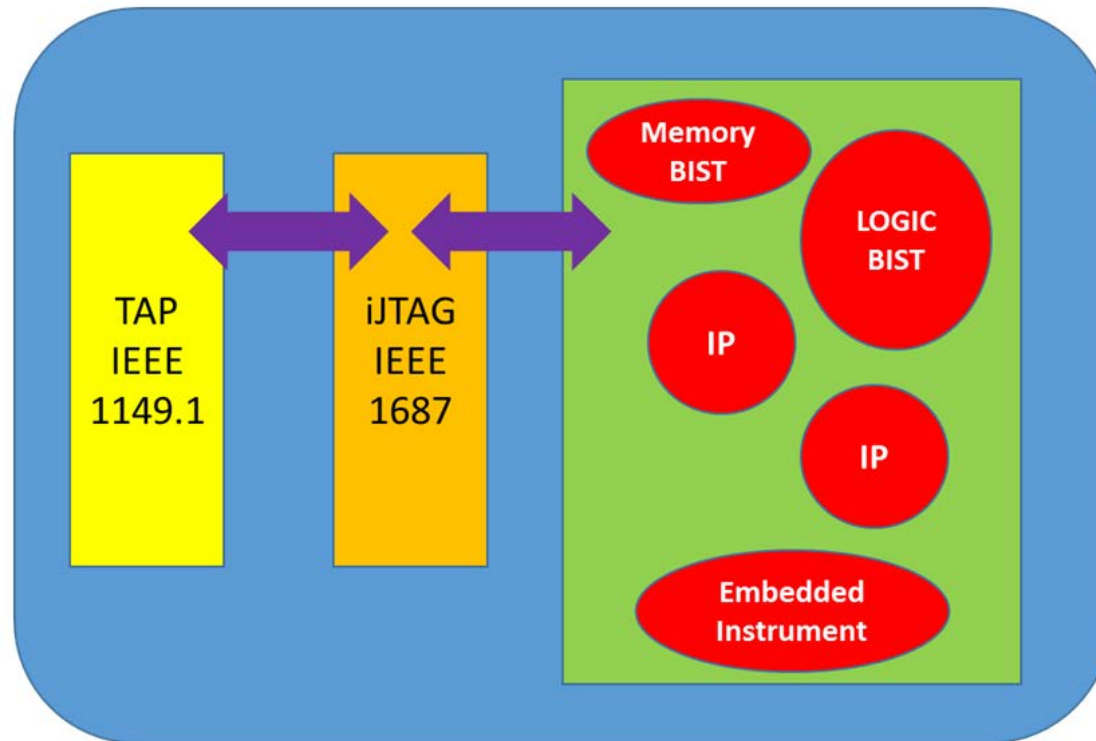 TAP
IEEE
1149.1
iJTAG
IEEE
1687
Memory
BIST
LOGIC
BIST
IP
IP
Embedded
Instrument